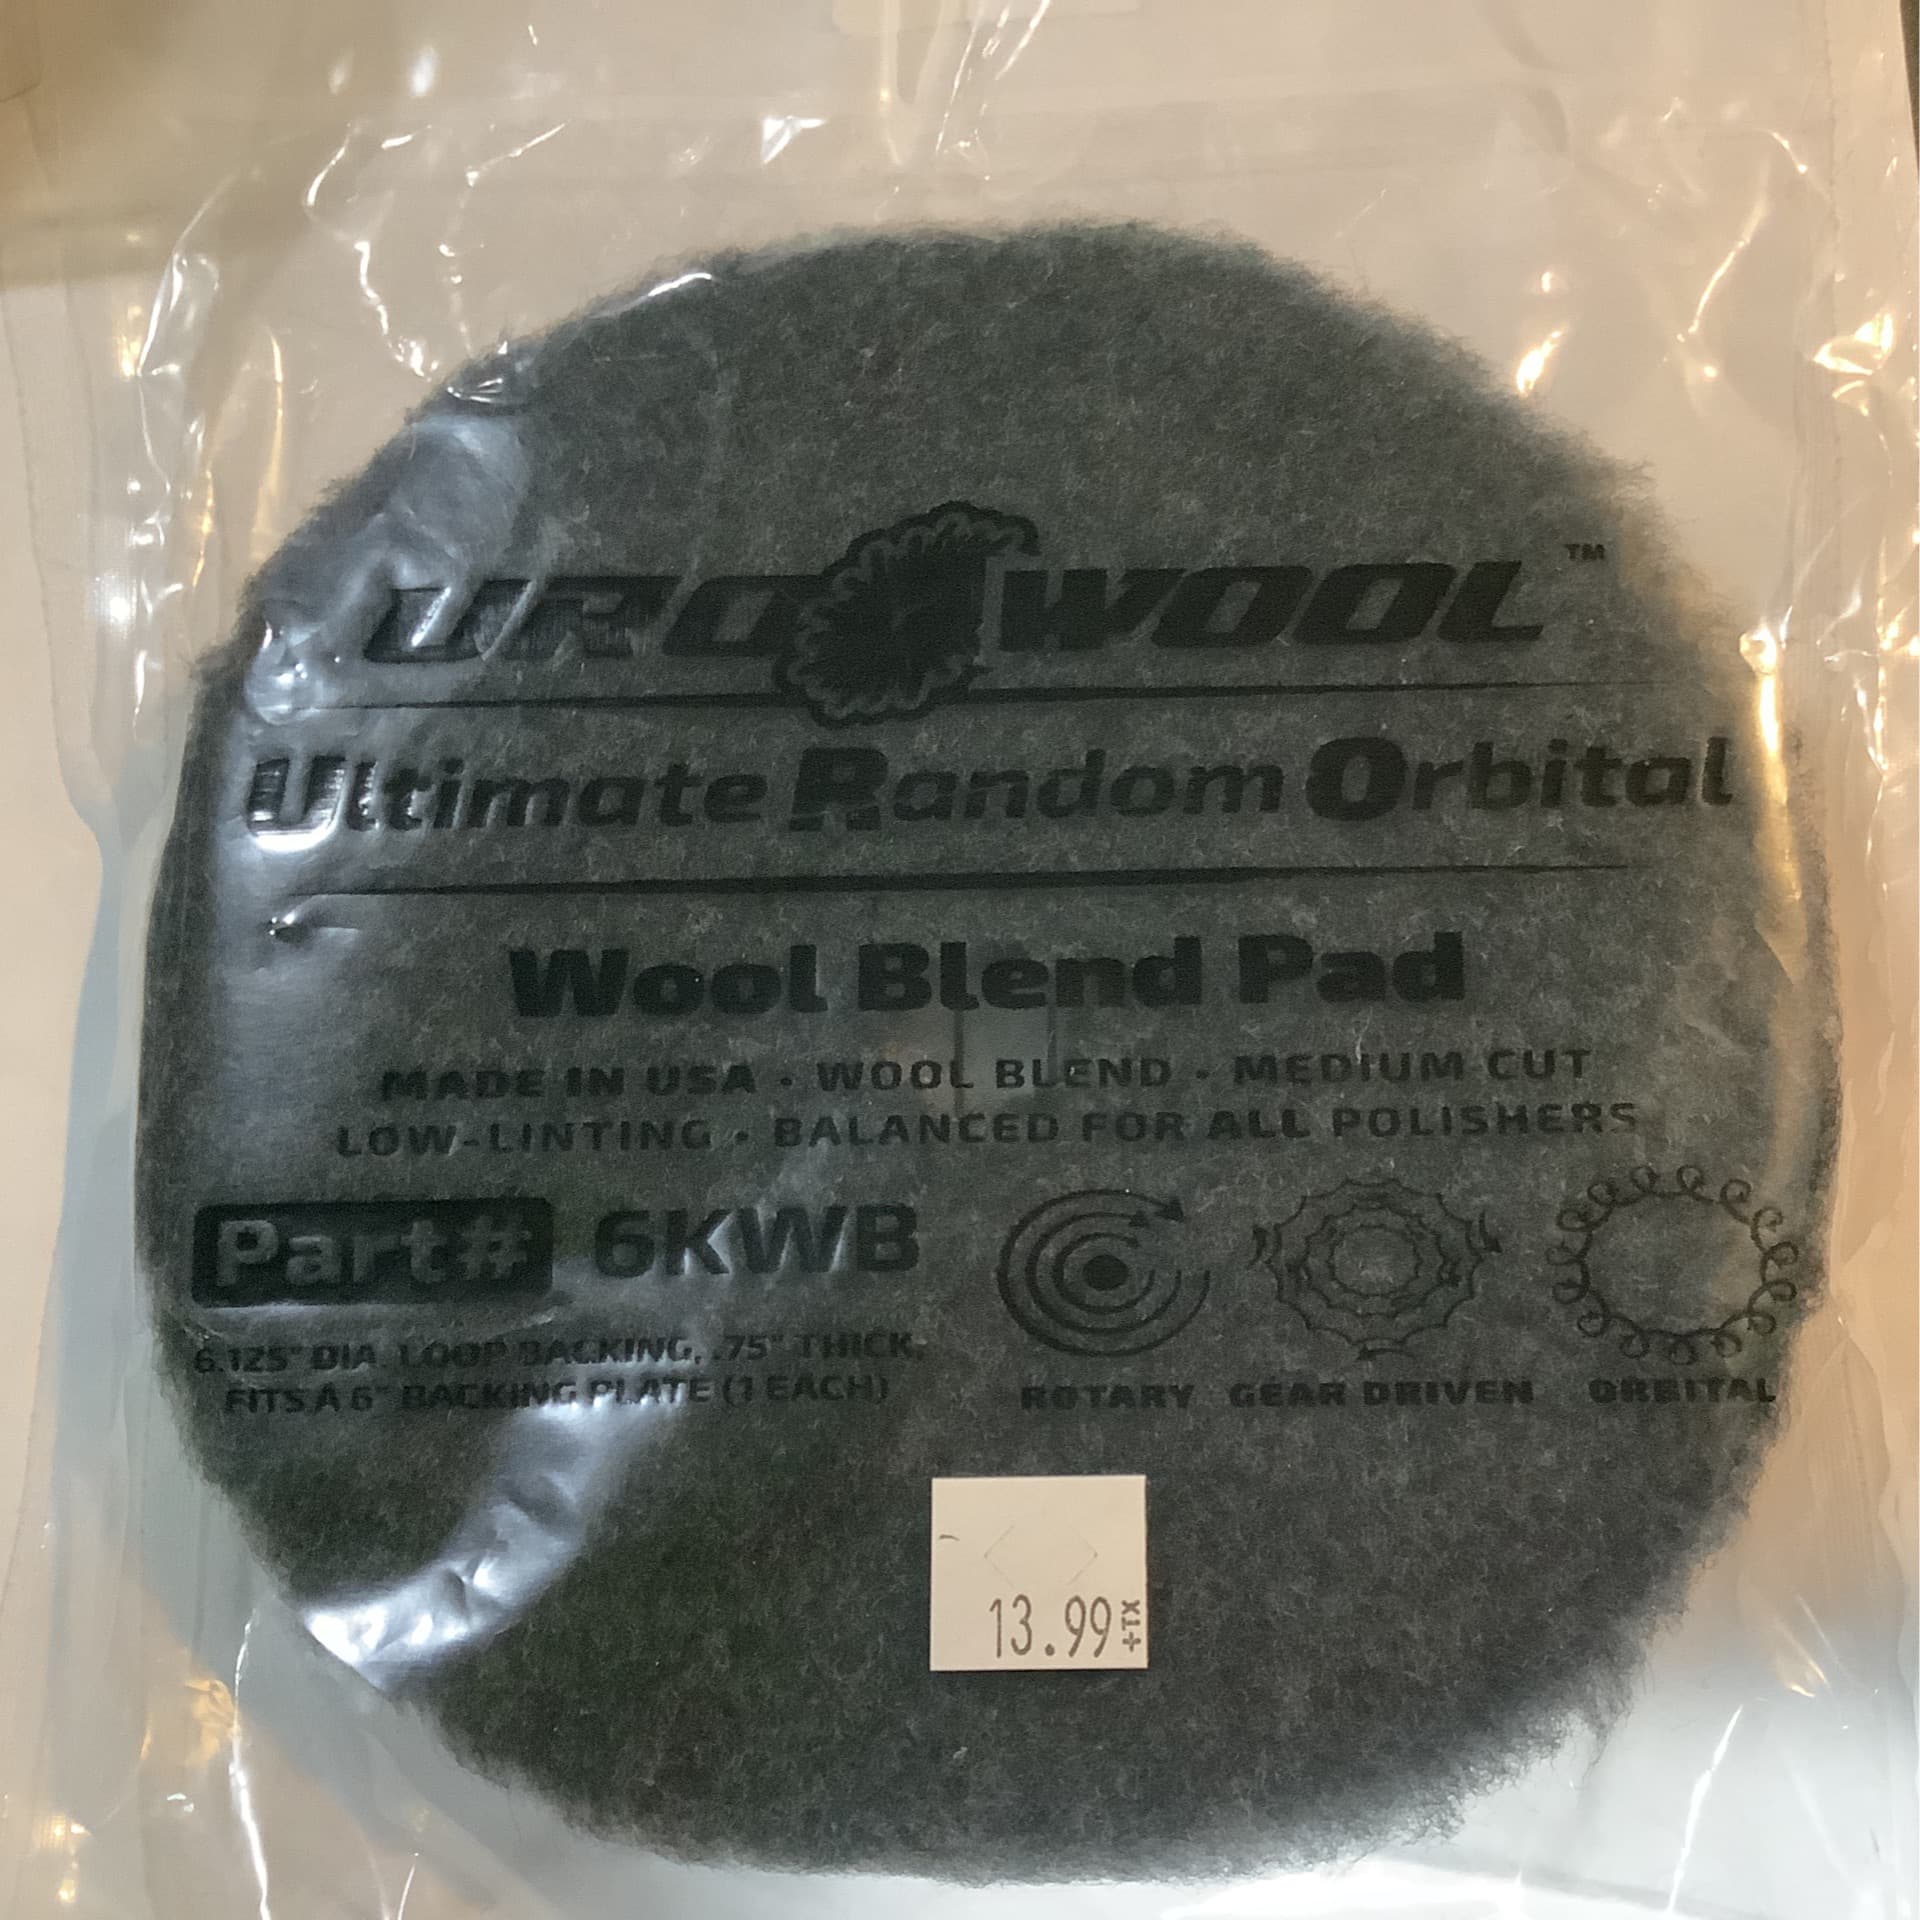 URO WOOL™
Ultimate Random Orbital
Wool Blend Pad
MADE IN USA • WOOL BLEND • MEDIUM CUT
LOW-LINTING • BALANCED FOR ALL POLISHERS
Part# 6KWB
6.125" DIA. LOOP BACKING, .75" THICK,
FITS A 6" BACKING PLATE (1 EACH)
ROTARY GEAR DRIVEN ORBITAL
13.99 +TX